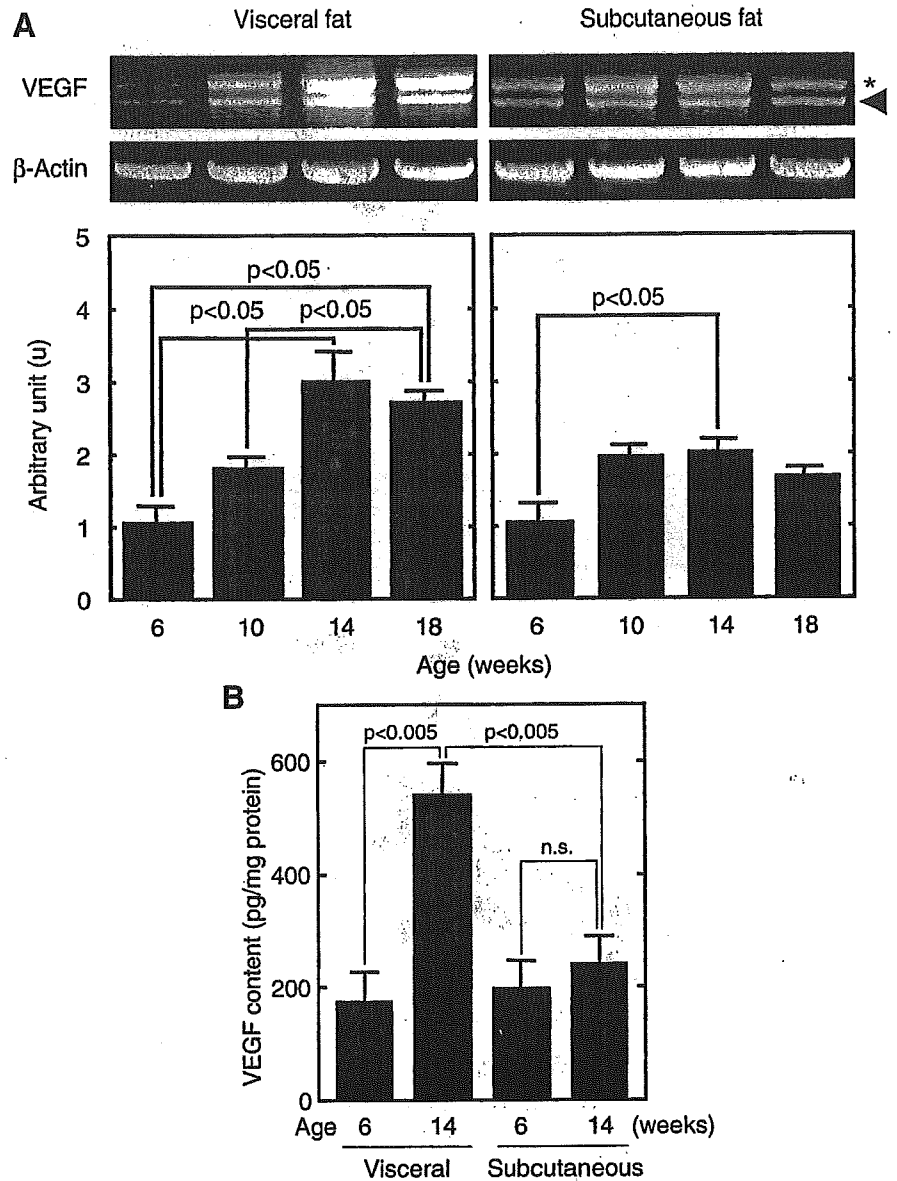 A
Visceral fat
Subcutaneous fat
VEGF
*
β-Actin
Arbitrary unit (u)
5
4
3
2
1
0
p<0.05
p<0.05
p<0.05
p<0.05
6
10
14
18
6
10
14
18
Age (weeks)
B
VEGF content (pg/mg protein)
600
400
200
0
p<0.005
p<0,005
n.s.
Age 6 14 6 14 (weeks)
Visceral
Subcutaneous